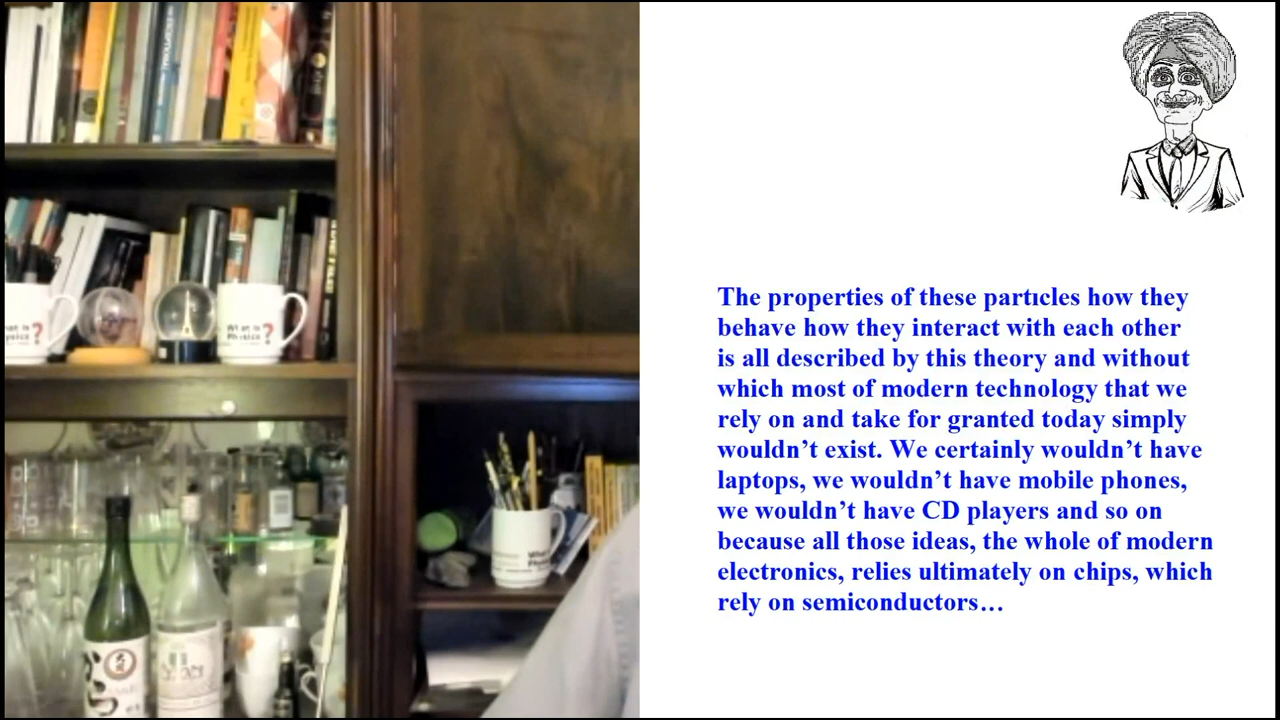 What is
Physics?
The properties of these particles how they
behave how they interact with each other
is all described by this theory and without
which most of modern technology that we
rely on and take for granted today simply
wouldn’t exist. We certainly wouldn’t have
laptops, we wouldn’t have mobile phones,
we wouldn’t have CD players and so on
because all those ideas, the whole of modern
electronics, relies ultimately on chips, which
rely on semiconductors…